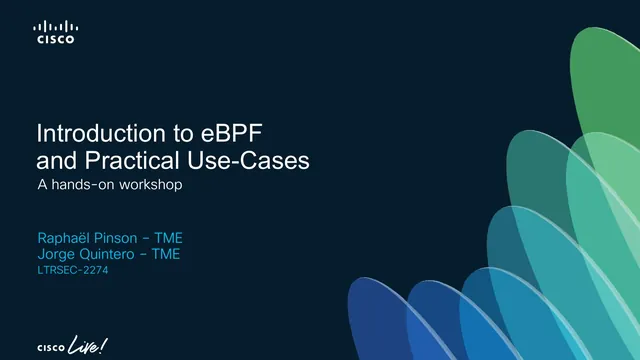 CISCO
Introduction to eBPF
and Practical Use-Cases
A hands-on workshop
Raphaël Pinson – TME
Jorge Quintero – TME
LTRSEC-2274
CISCO Live!